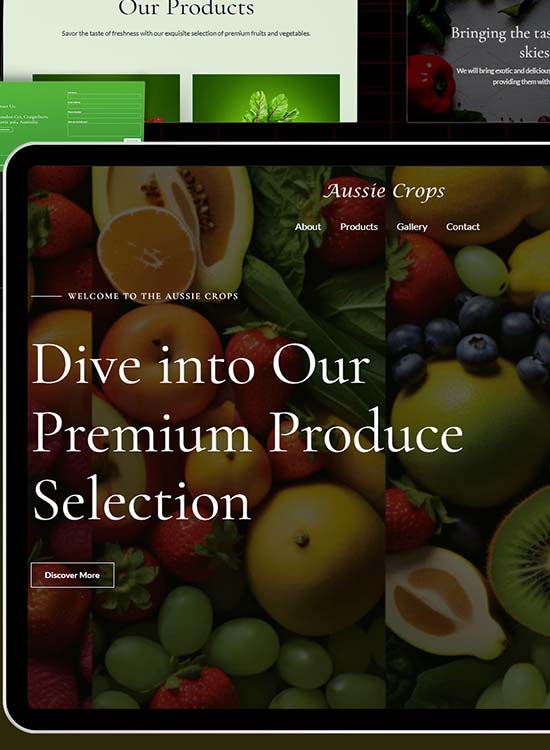 Our Products
Savor the taste of freshness with our exquisite selection of premium fruits and vegetables.
Bringing the tas
skies
We will bring exotic and delicious
providing them with
Aussie Crops
About Products Gallery Contact
WELCOME TO THE AUSSIE CROPS
Dive into Our
Premium Produce
Selection
Discover More